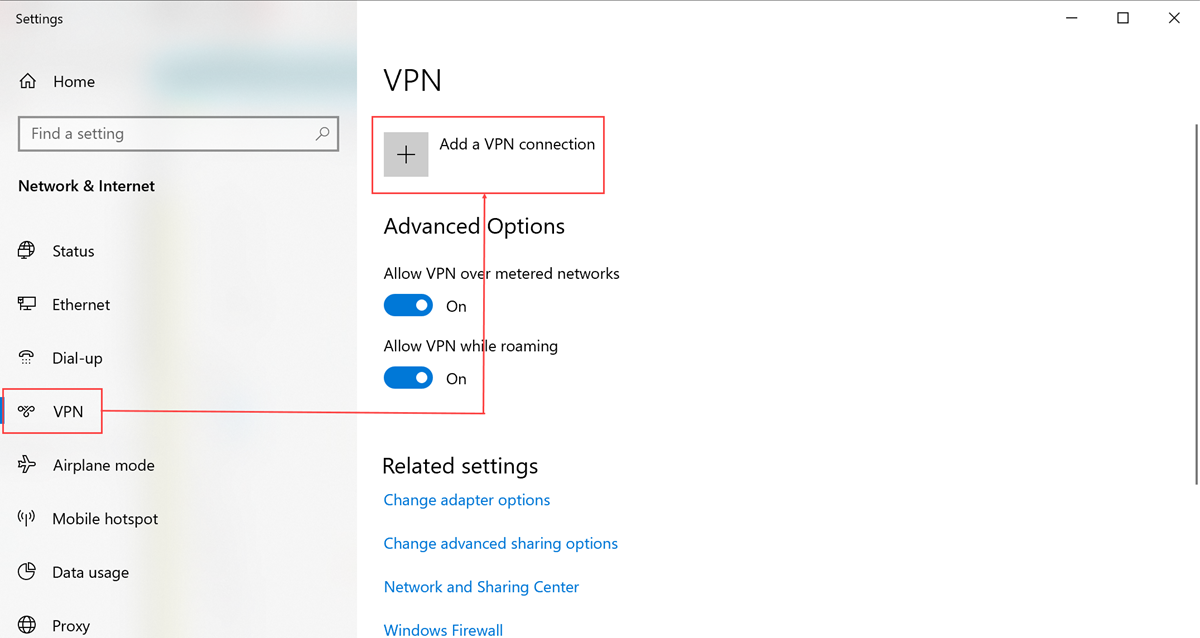 Settings
Home
Find a setting
Network & Internet
Status
Ethernet
Dial-up
VPN
Airplane mode
Mobile hotspot
Data usage
Proxy
VPN
Add a VPN connection
Advanced Options
Allow VPN over metered networks
On
Allow VPN while roaming
On
Related settings
Change adapter options
Change advanced sharing options
Network and Sharing Center
Windows Firewall